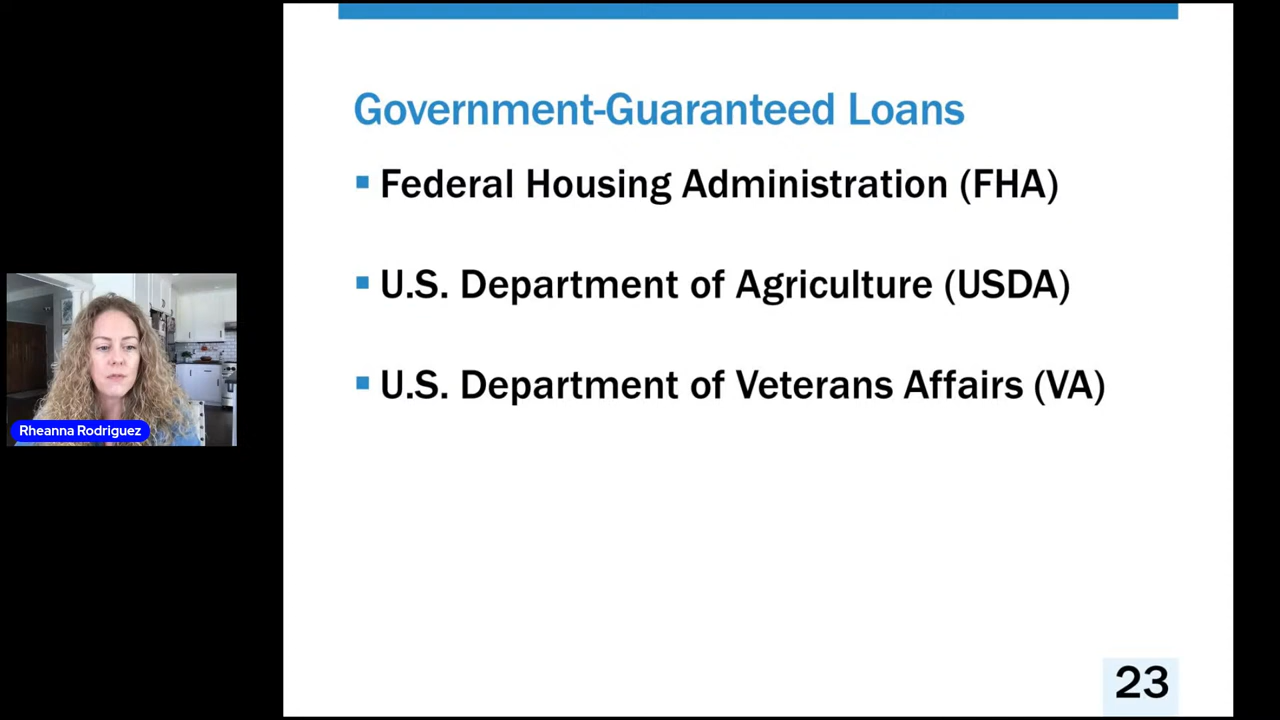 Government-Guaranteed Loans
▪ Federal Housing Administration (FHA)
▪ U.S. Department of Agriculture (USDA)
▪ U.S. Department of Veterans Affairs (VA)
Rheanna Rodriguez
23